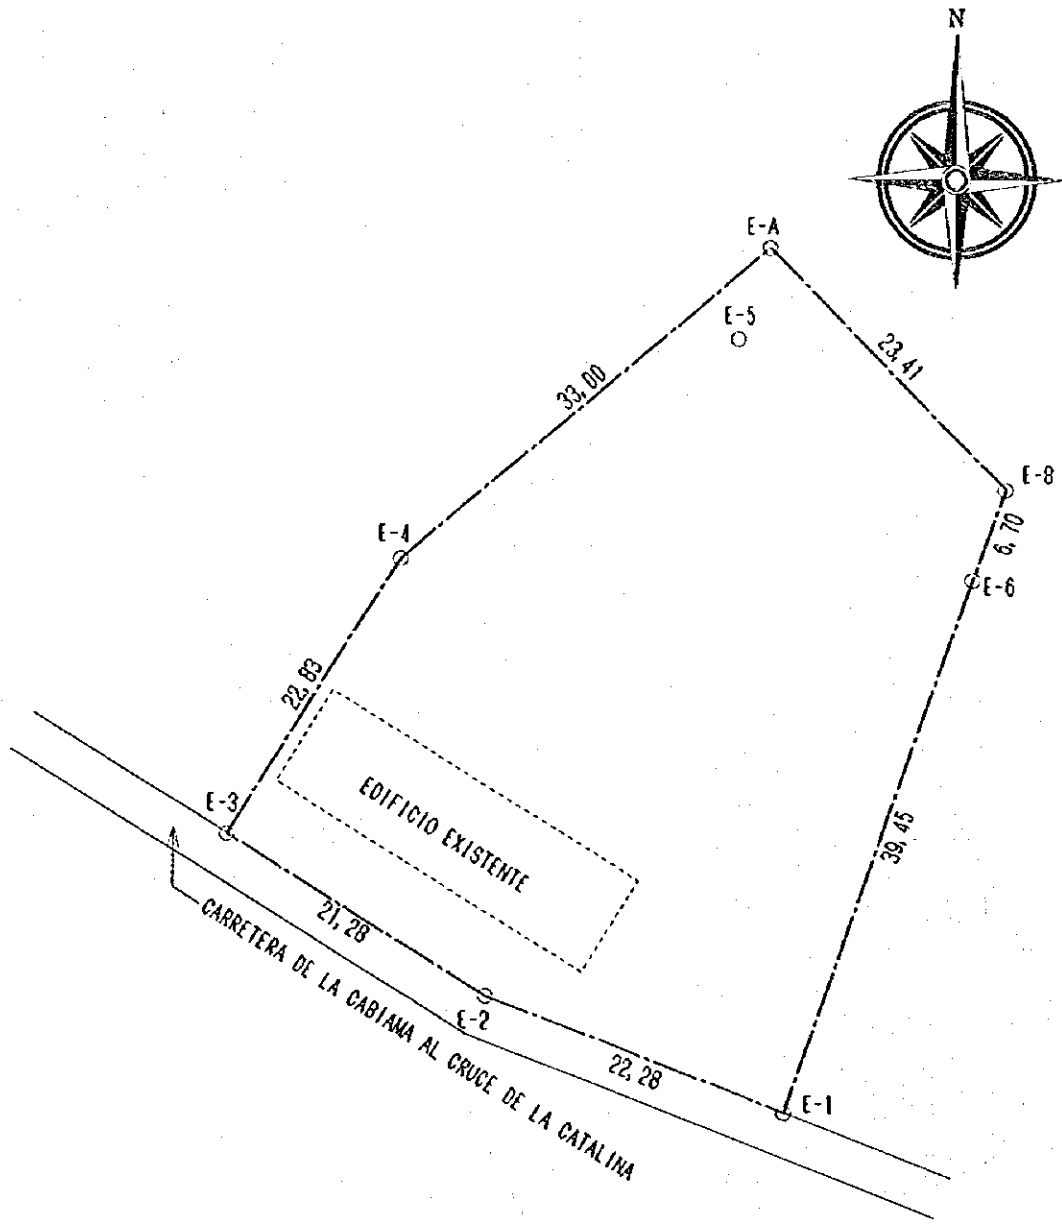 N
E-A
E-5
23,41
33,00
E-8
6,70
E-4
E-6
22,83
EDIFICIO EXISTENTE
E-3
39,45
21,28
CARRETERA DE LA CABIAMA AL CRUCE DE LA CATALINA
E-2
22,28
E-1